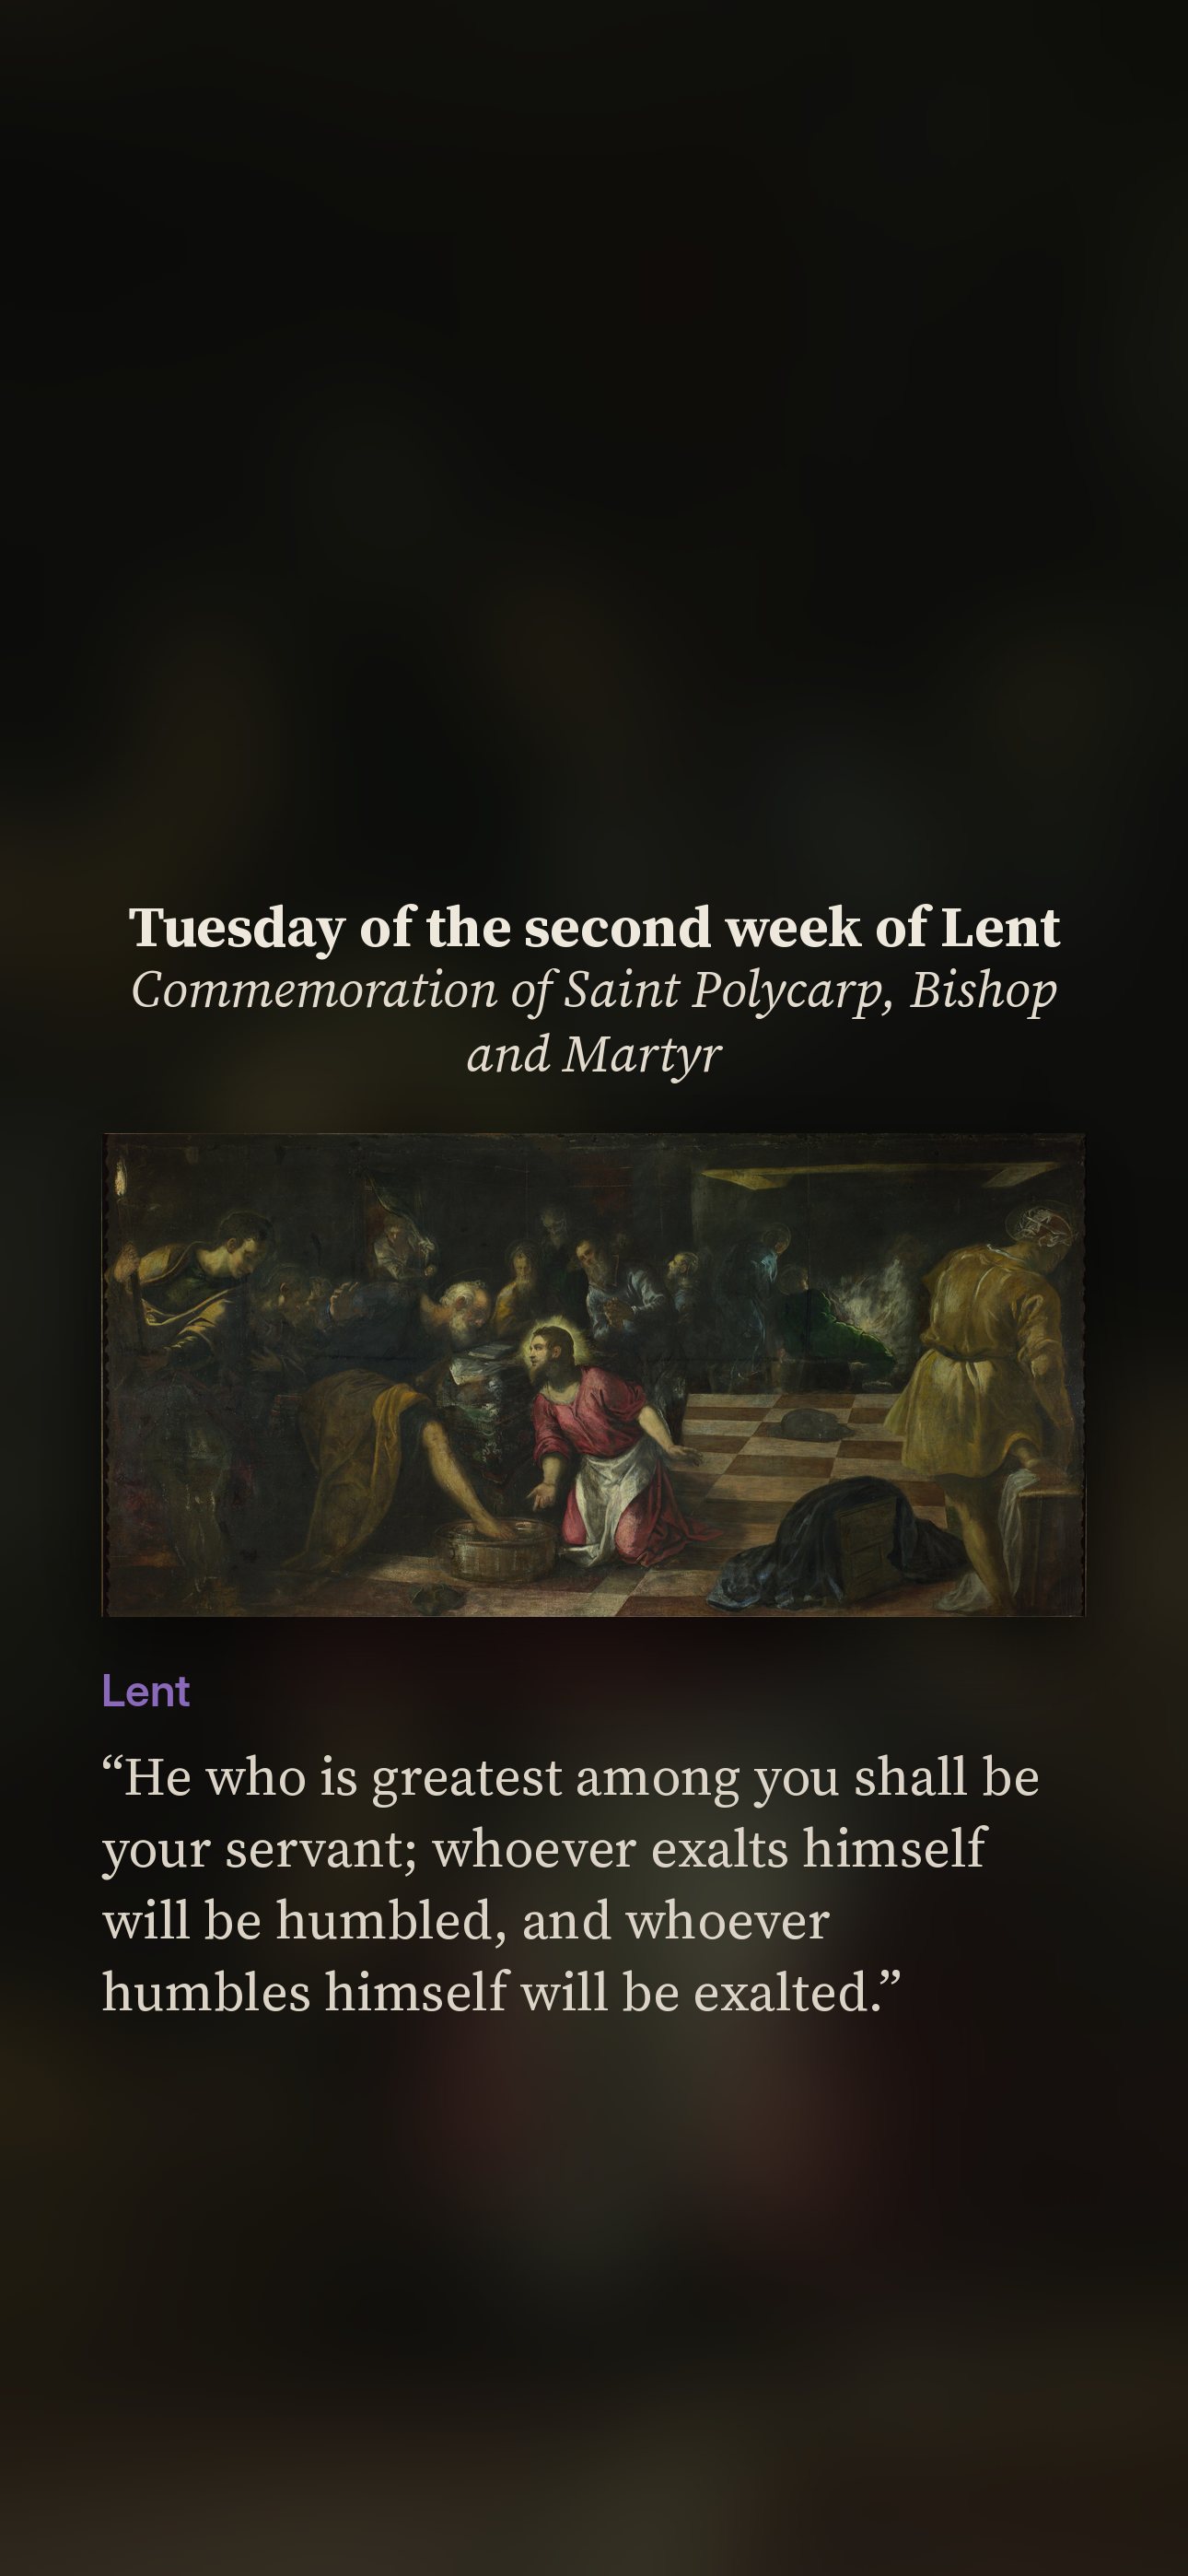 Tuesday of the second week of Lent
Commemoration of Saint Polycarp, Bishop
and Martyr
Lent
“He who is greatest among you shall be
your servant; whoever exalts himself
will be humbled, and whoever
humbles himself will be exalted.”